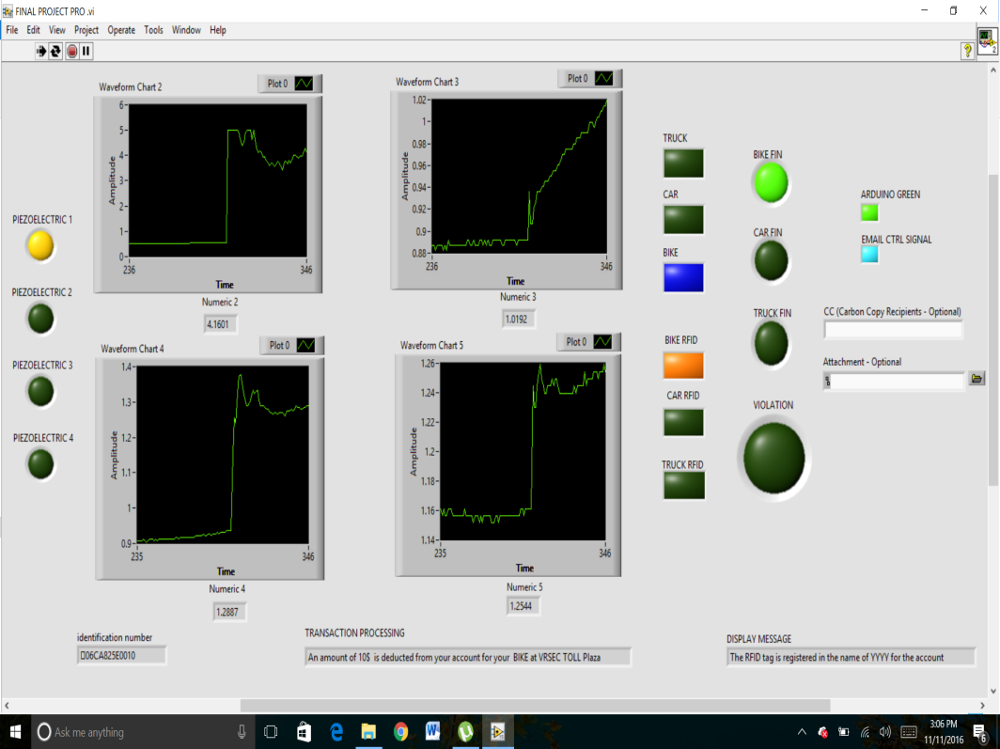 FINAL PROJECT PRO .vi
File Edit View Project Operate Tools Window Help
2
Waveform Chart 2
Plot 0
Amplitude
6
5
4
3
2
1
0
236
346
Time
Numeric 2
4.1601
Waveform Chart 3
Plot 0
Amplitude
1.02
1
0.98
0.96
0.94
0.92
0.9
0.88
236
346
Time
Numeric 3
1.0192
PIEZOELECTRIC 1
PIEZOELECTRIC 2
PIEZOELECTRIC 3
PIEZOELECTRIC 4
Waveform Chart 4
Plot 0
Amplitude
1.4
1.3
1.2
1.1
1
0.9
235
346
Time
Numeric 4
1.2887
Waveform Chart 5
Plot 0
Amplitude
1.26
1.24
1.22
1.2
1.18
1.16
1.14
235
346
Time
Numeric 5
1.2544
TRUCK
CAR
BIKE
BIKE RFID
CAR RFID
TRUCK RFID
BIKE FIN
CAR FIN
TRUCK FIN
VIOLATION
ARDUINO GREEN
EMAIL CTRL SIGNAL
CC (Carbon Copy Recipients - Optional)
Attachment - Optional
identification number
06CA825E0010
TRANSACTION PROCESSING
An amount of 10$ is deducted from your account for your BIKE at VRSEC TOLL Plaza
DISPLAY MESSAGE
The RFID tag is registered in the name of YYYY for the account
Ask me anything
3:06 PM
11/11/2016
6